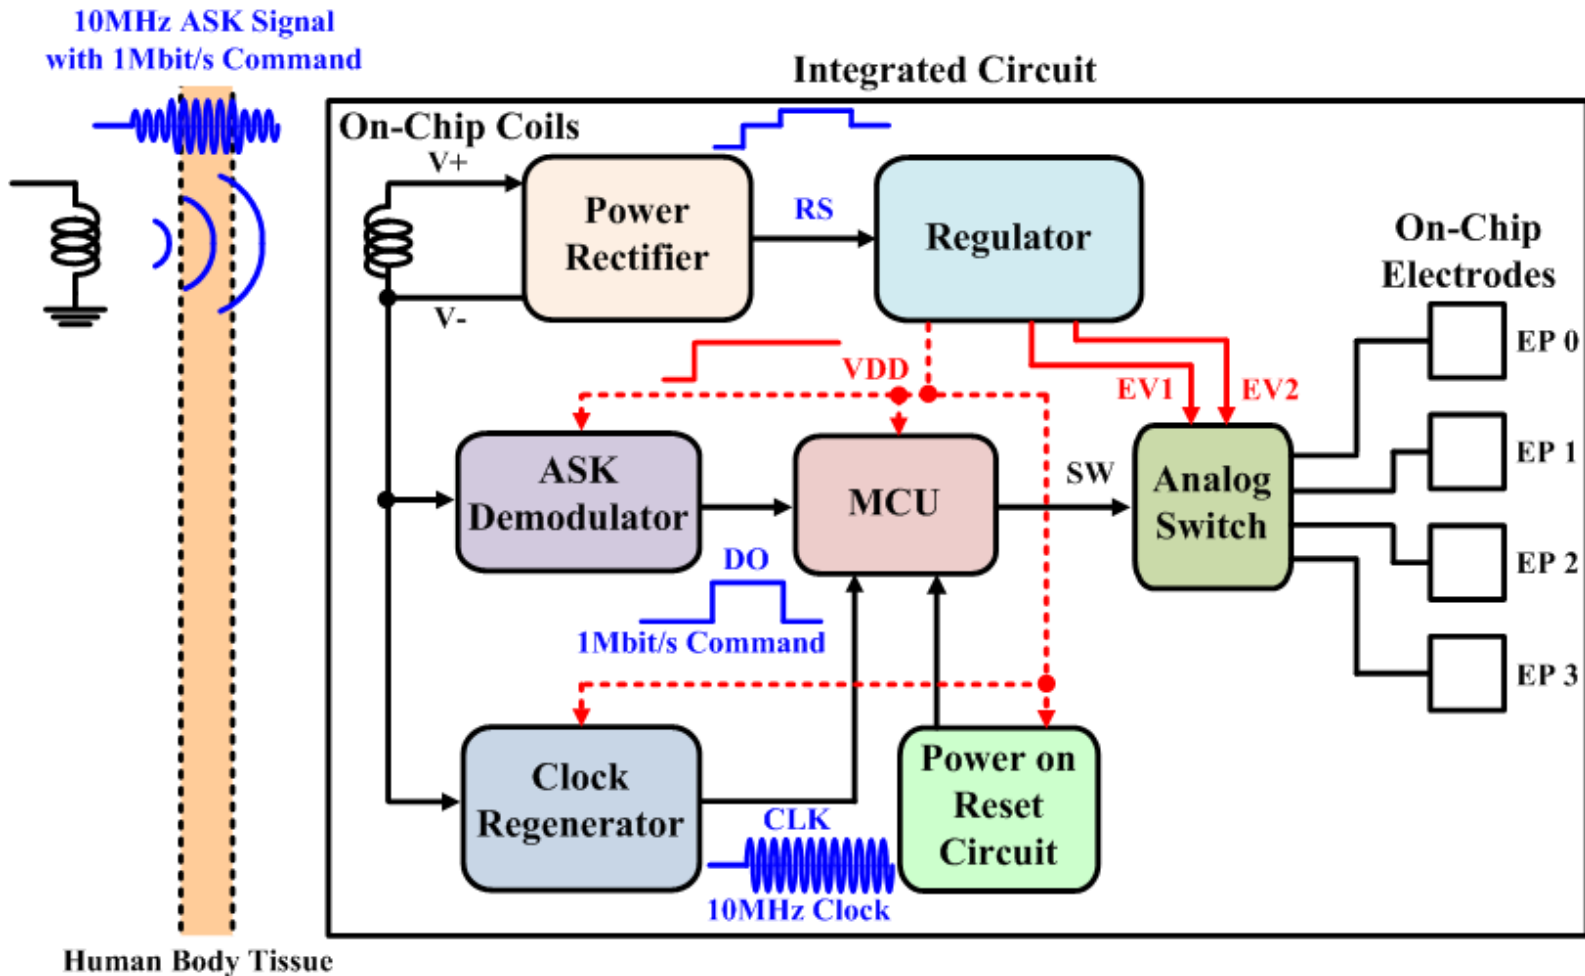 10MHz ASK Signal
with 1Mbit/s Command
Integrated Circuit
On-Chip Coils
V+
Power
Rectifier
RS
Regulator
On-Chip
Electrodes
V-
EP 0
VDD
EV1
EV2
EP 1
ASK
Demodulator
MCU
SW
Analog
Switch
EP 2
DO
1Mbit/s Command
EP 3
Clock
Regenerator
CLK
10MHz Clock
Power on
Reset
Circuit
Human Body Tissue